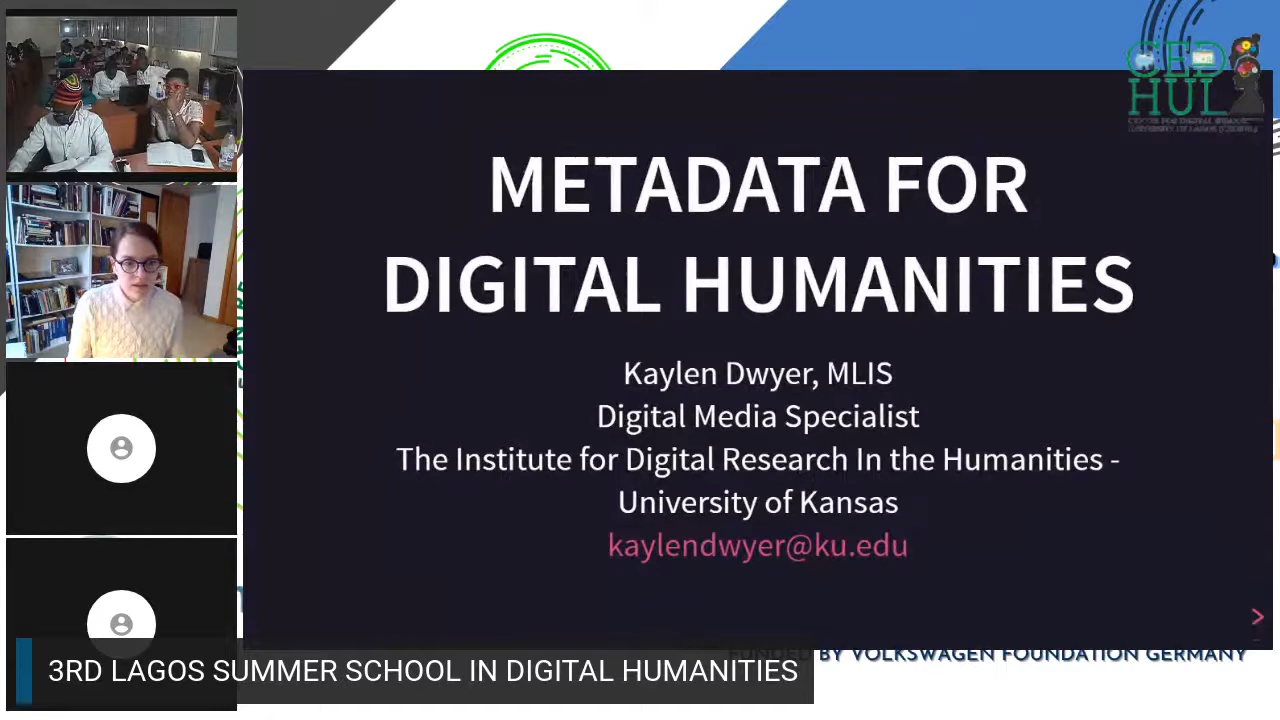 CEDHUL
METADATA FOR
DIGITAL HUMANITIES
Kaylen Dwyer, MLIS
Digital Media Specialist
The Institute for Digital Research In the Humanities -
University of Kansas
kaylendwyer@ku.edu
FUNDED BY VOLKSWAGEN FOUNDATION GERMANY
3RD LAGOS SUMMER SCHOOL IN DIGITAL HUMANITIES